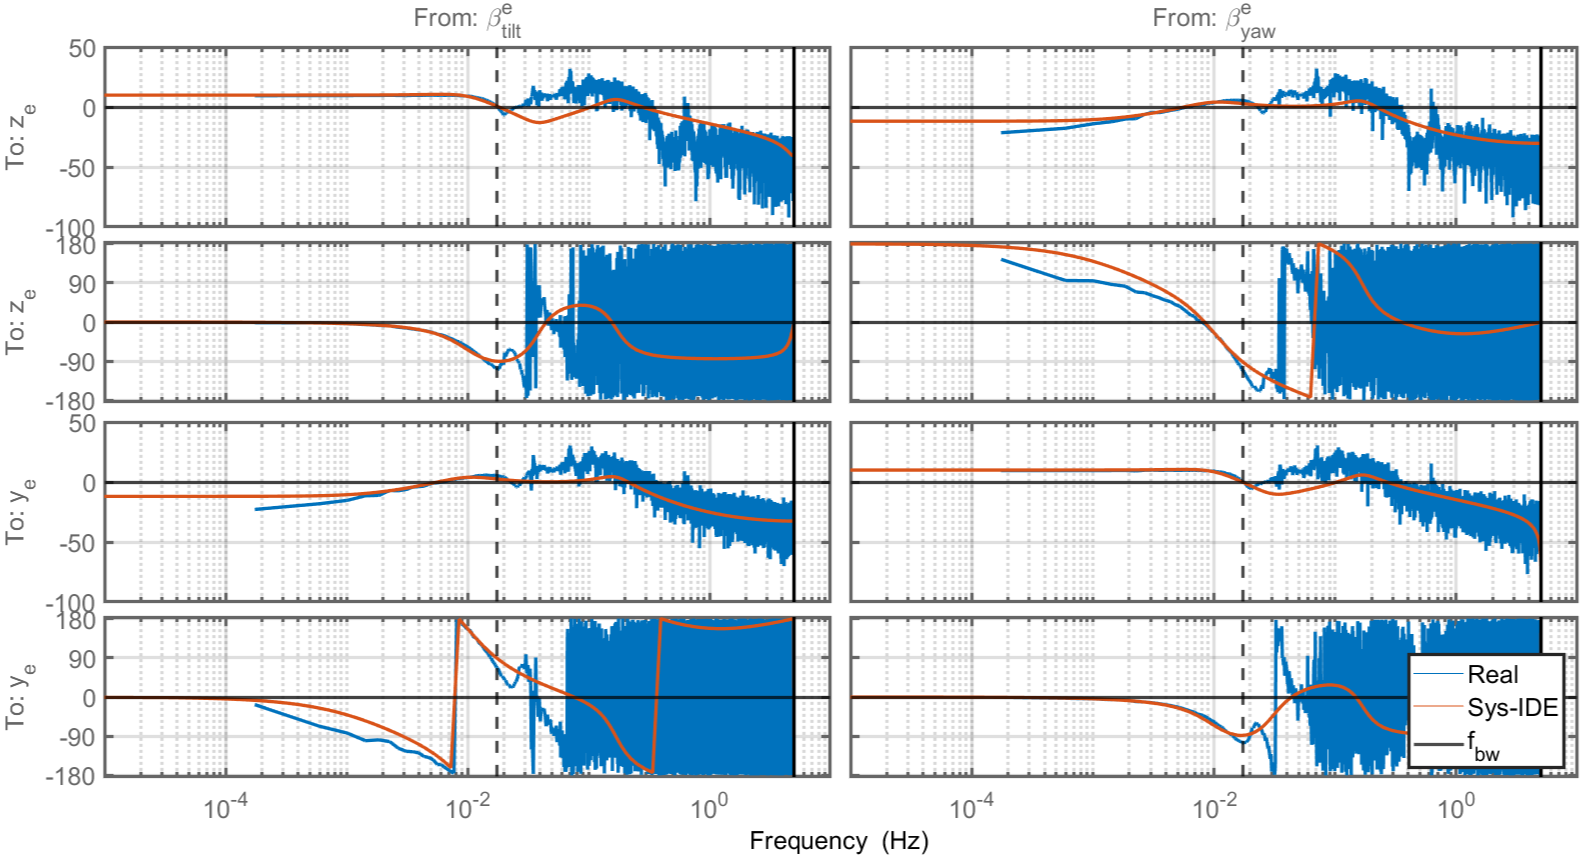 From: β^e_tilt
From: β^e_yaw
To: z_e
50
0
-50
-100
To: z_e
180
90
0
-90
-180
To: y_e
50
0
-50
-100
To: y_e
180
90
0
-90
-180
Real
Sys-IDE
f_bw
10^-4
10^-2
10^0
10^-4
10^-2
10^0
Frequency (Hz)